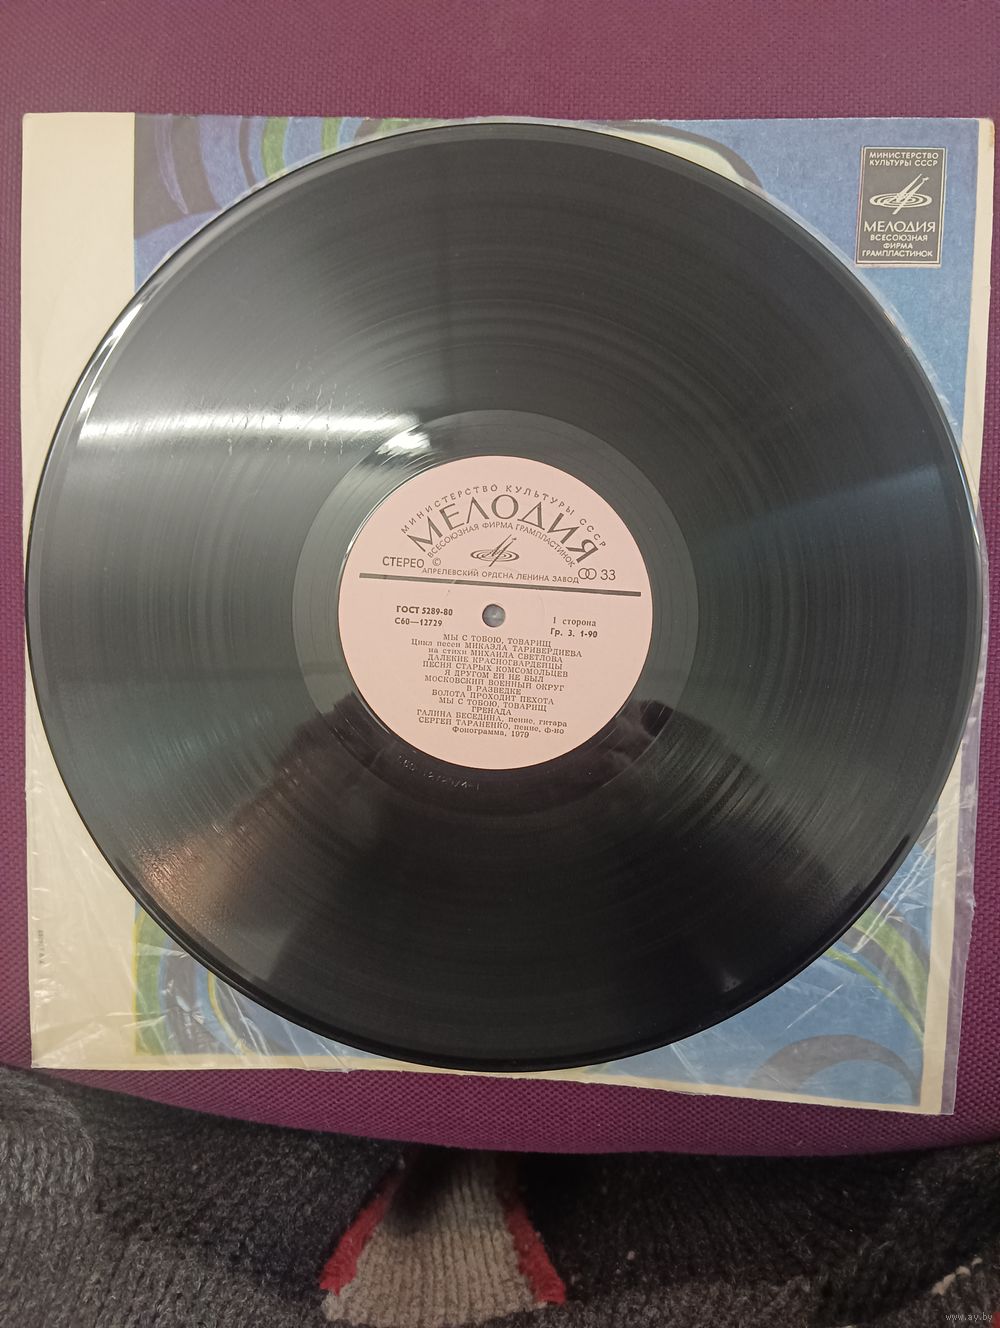 МИНИСТЕРСТВО
КУЛЬТУРЫ СССР
МЕЛОДИЯ
ВСЕСОЮЗНАЯ
ФИРМА
ГРАМПЛАСТИНОК
МИНИСТЕРСТВО КУЛЬТУРЫ СССР
МЕЛОДИЯ
ВСЕСОЮЗНАЯ ФИРМА ГРАМПЛАСТИНОК
СТЕРЕО © 33
АПРЕЛЕВСКИЙ ОРДЕНА ЛЕНИНА ЗАВОД
ГОСТ 5289-80 1 сторона
С60—12729 Гр. 3. 1-90
МЫ С ТОБОЮ, ТОВАРИЩ
Цикл песен МИКАЭЛА ТАРИВЕРДИЕВА
на стихи МИХАИЛА СВЕТЛОВА
ДАЛЕКИЕ КРАСНОГВАРДЕЙЦЫ
ПЕСНЯ СТАРЫХ КОМСОМОЛЬЦЕВ
Я ДРУГОМ ЕЙ НЕ БЫЛ
МОСКОВСКИЙ ВОЕННЫЙ ОКРУГ
В РАЗВЕДКЕ
БОЛОТА ПРОХОДИТ ПЕХОТА
МЫ С ТОБОЮ, ТОВАРИЩ
ГРЕНАДА
ГАЛИНА БЕСЕДИНА, пение, гитара
СЕРГЕЙ ТАРАНЕНКО, пение, ф-но
Фонограмма, 1979
www.ay.by